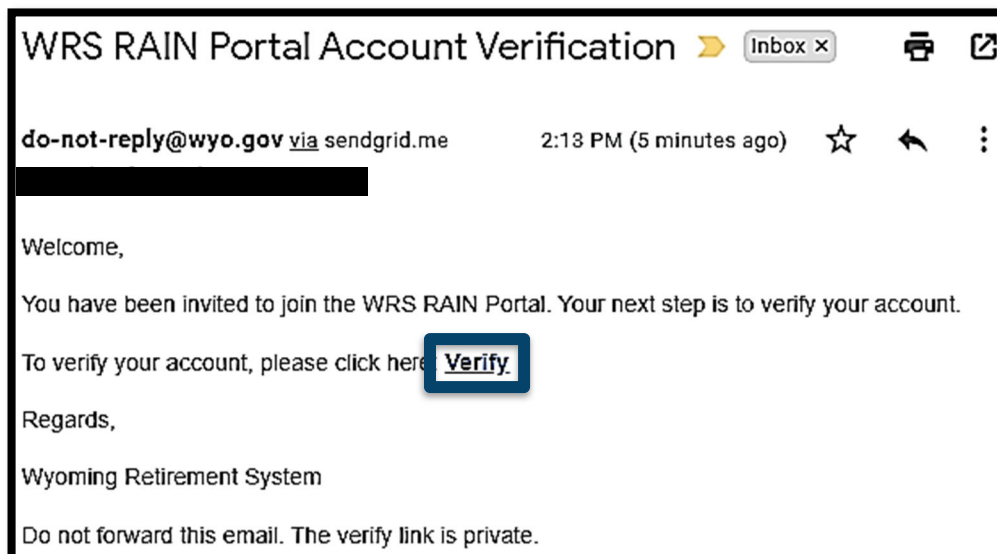 WRS RAIN Portal Account Verification Inbox ×
do-not-reply@wyo.gov via sendgrid.me 2:13 PM (5 minutes ago)
Welcome,
You have been invited to join the WRS RAIN Portal. Your next step is to verify your account.
To verify your account, please click here: Verify
Regards,
Wyoming Retirement System
Do not forward this email. The verify link is private.